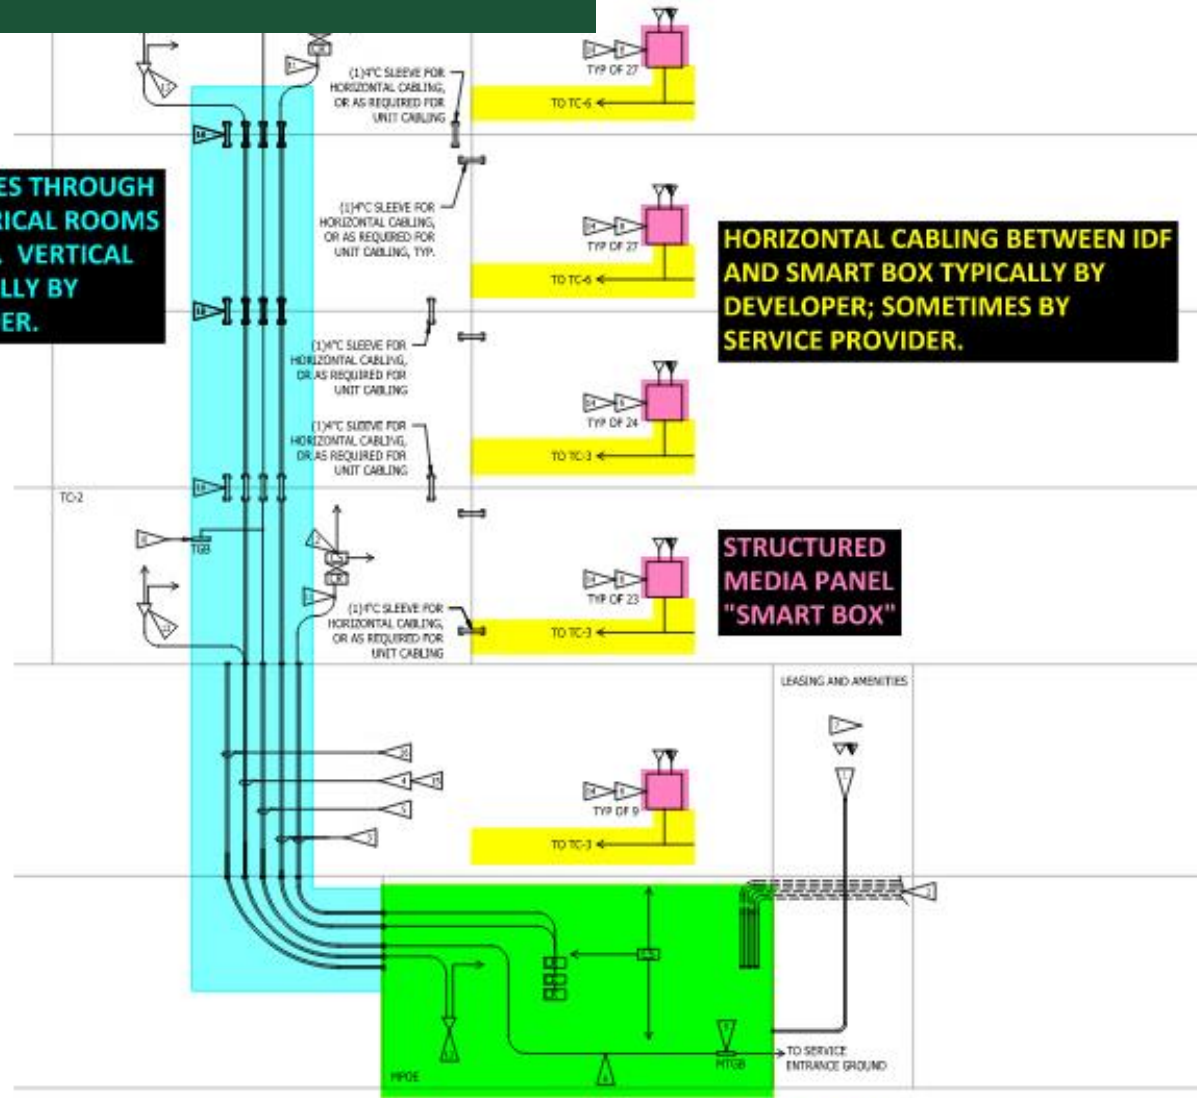 (1)4"C SLEEVE FOR
HORIZONTAL CABLING,
OR AS REQUIRED FOR
UNIT CABLING
TYP OF 27
TO TC-6
ES THROUGH
RICAL ROOMS
VERTICAL
LLY BY
ER.
(1)4"C SLEEVE FOR
HORIZONTAL CABLING,
OR AS REQUIRED FOR
UNIT CABLING, TYP.
TYP OF 27
TO TC-6
HORIZONTAL CABLING BETWEEN IDF
AND SMART BOX TYPICALLY BY
DEVELOPER; SOMETIMES BY
SERVICE PROVIDER.
(1)4"C SLEEVE FOR
HORIZONTAL CABLING,
OR AS REQUIRED FOR
UNIT CABLING
TYP OF 24
TO TC-3
(1)4"C SLEEVE FOR
HORIZONTAL CABLING,
OR AS REQUIRED FOR
UNIT CABLING
TC-2
TGB
STRUCTURED
MEDIA PANEL
"SMART BOX"
TYP OF 23
TO TC-3
(1)4"C SLEEVE FOR
HORIZONTAL CABLING,
OR AS REQUIRED FOR
UNIT CABLING
LEASING AND AMENITIES
TYP OF 9
TO TC-3
MPOE
MTGB
TO SERVICE
ENTRANCE GROUND